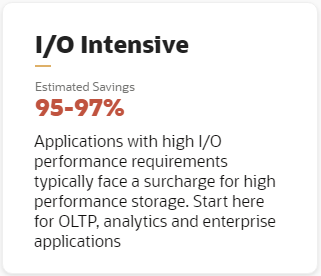 I/O Intensive
Estimated Savings
95-97%
Applications with high I/O
performance requirements
typically face a surcharge for high
performance storage. Start here
for OLTP, analytics and enterprise
applications